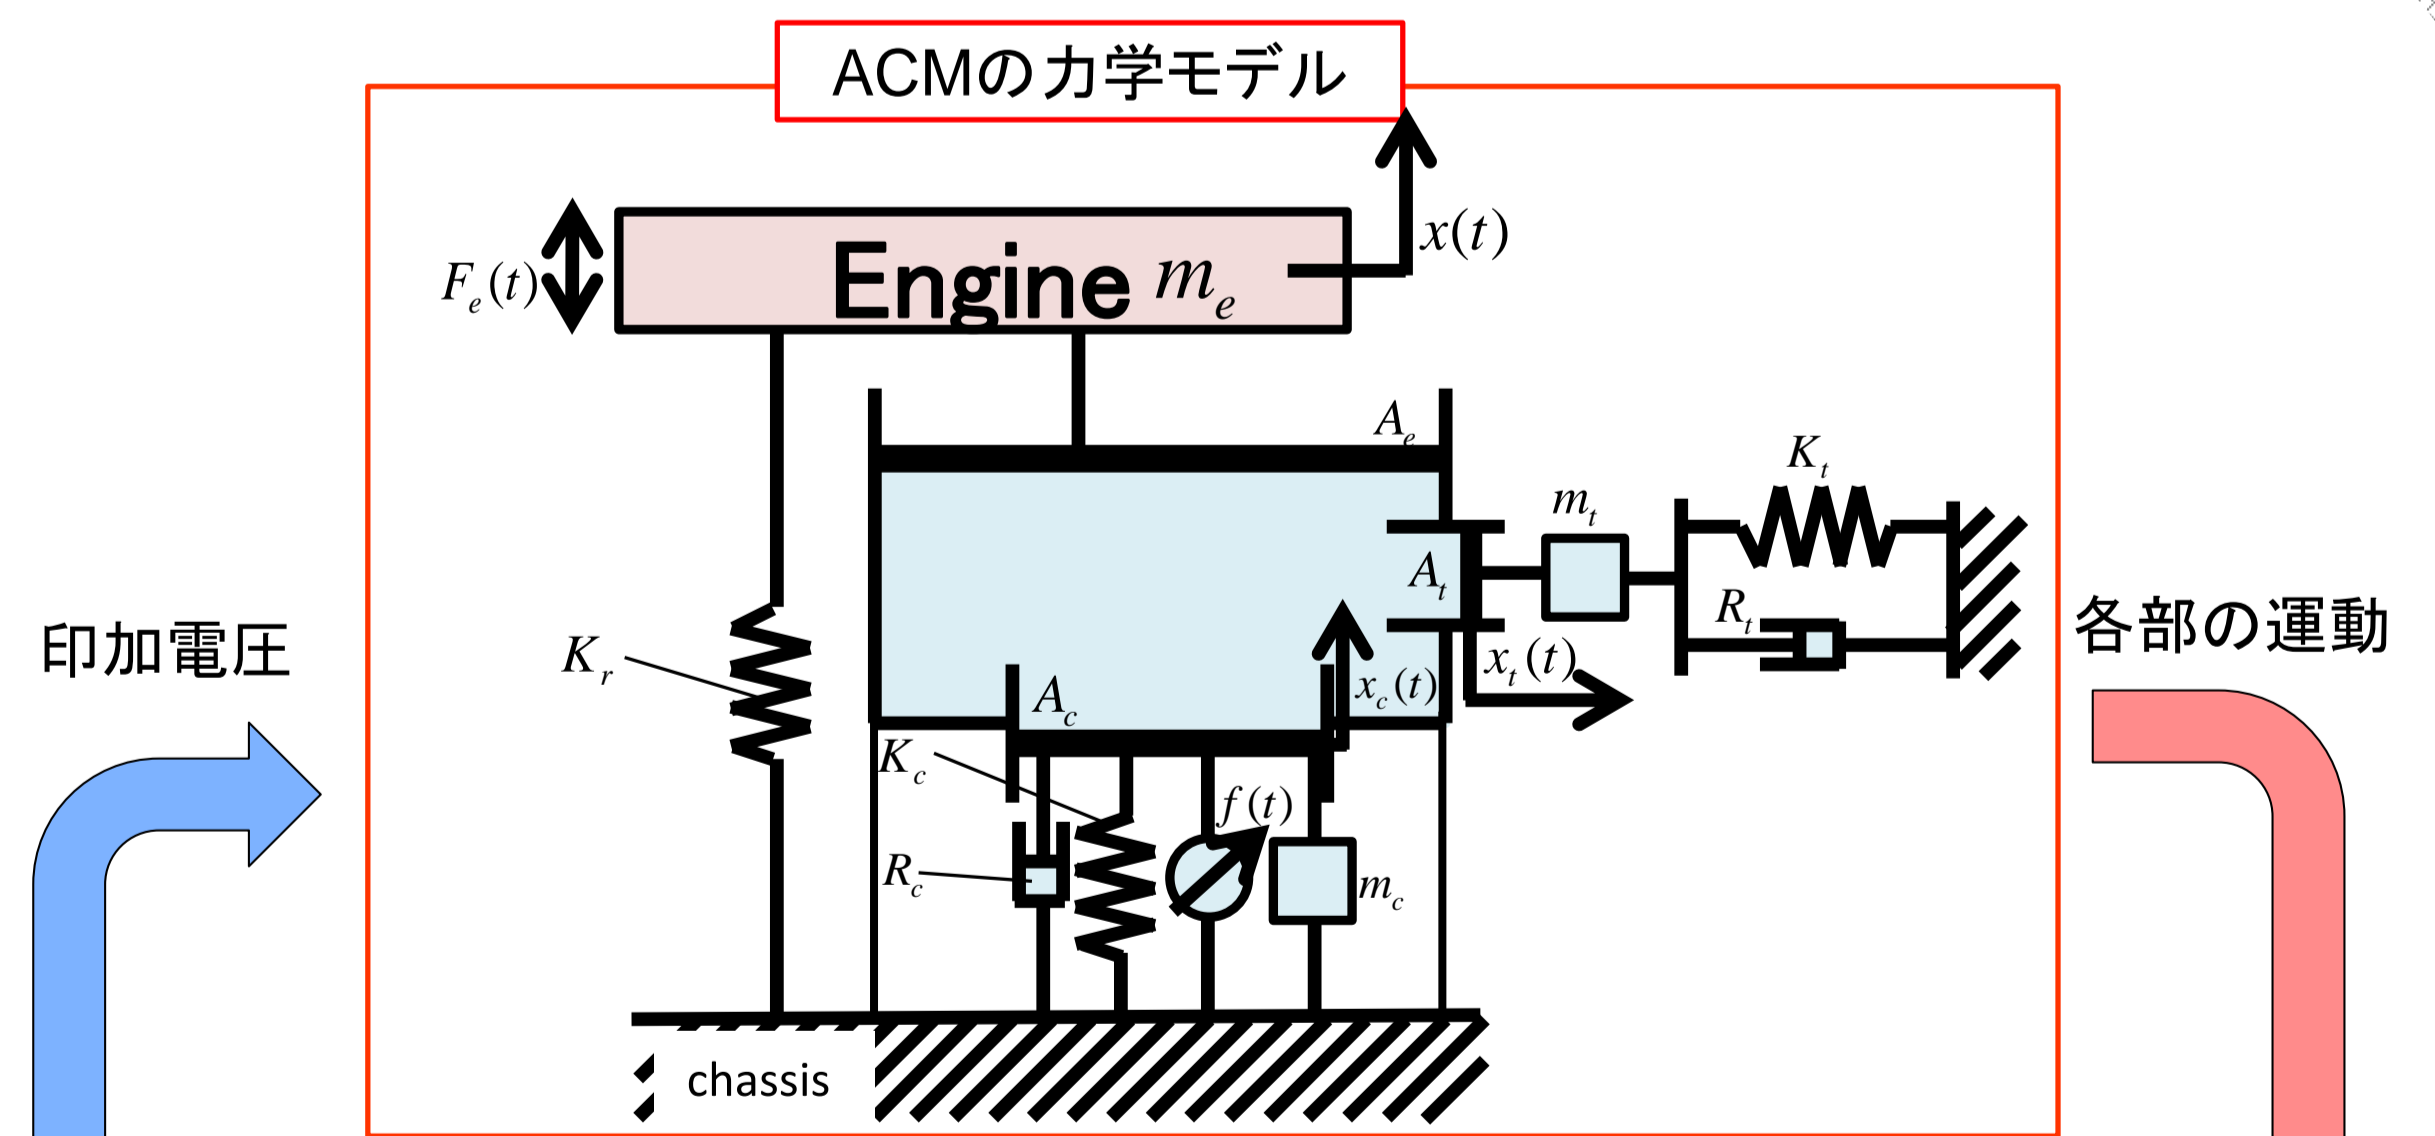 ACMの力学モデル
x(t)
F_e(t)
Engine m_e
A_e
K_t
m_t
A_t
R_t
印加電圧
各部の運動
K_r
x_t(t)
x_c(t)
A_c
K_c
f(t)
R_c
m_c
chassis